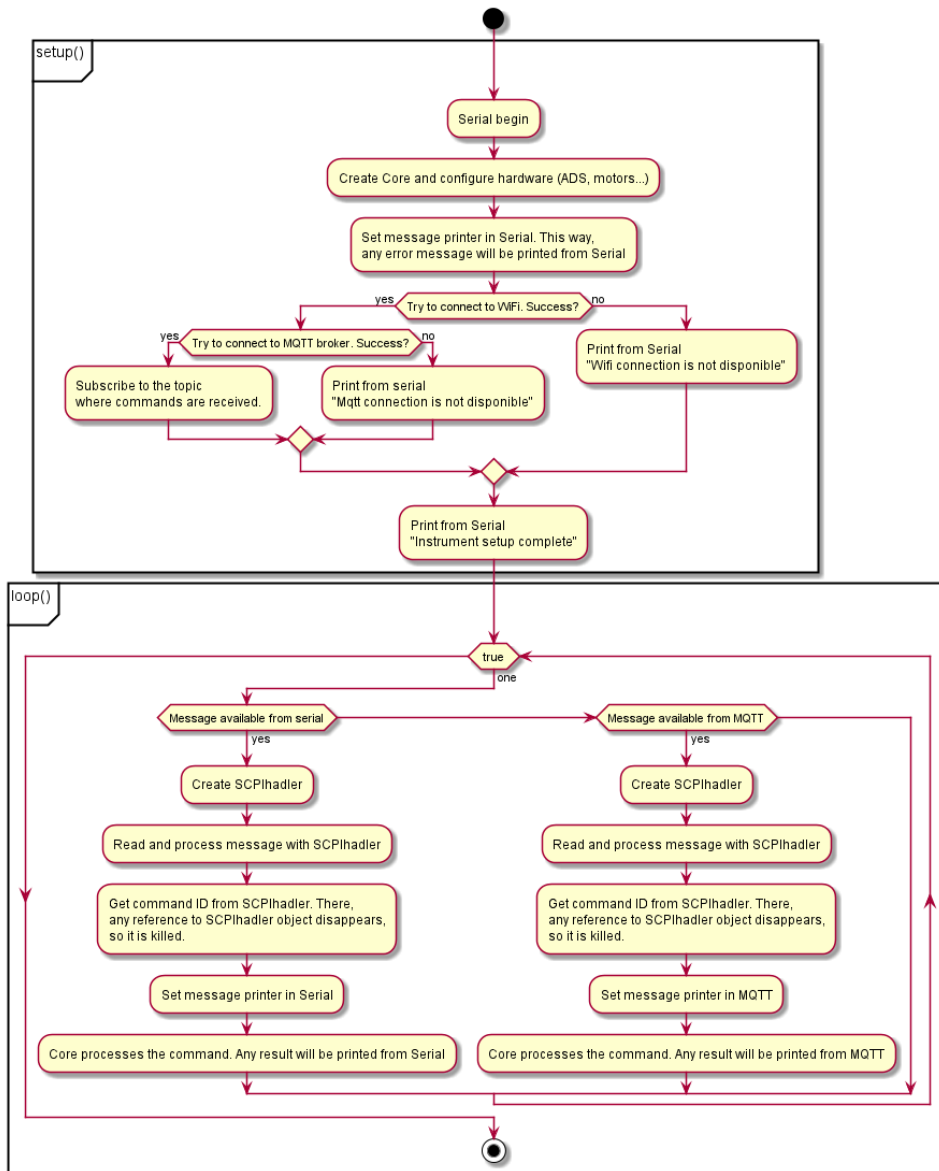 setup()
Serial begin
Create Core and configure hardware (ADS, motors...)
Set message printer in Serial. This way,
any error message will be printed from Serial
yes
Try to connect to WiFi. Success?
no
yes
Try to connect to MQTT broker. Success?
no
Print from Serial
"Wifi connection is not disponible"
Subscribe to the topic
where commands are received.
Print from serial
"Mqtt connection is not disponible"
Print from Serial
"Instrument setup complete"
loop()
true
one
Message available from serial
yes
Create SCPIhadler
Read and process message with SCPIhadler
Get command ID from SCPIhadler. There,
any reference to SCPIhadler object disappears,
so it is killed.
Set message printer in Serial
Core processes the command. Any result will be printed from Serial
Message available from MQTT
yes
Create SCPIhadler
Read and process message with SCPIhadler
Get command ID from SCPIhadler. There,
any reference to SCPIhadler object disappears,
so it is killed.
Set message printer in MQTT
Core processes the command. Any result will be printed from MQTT